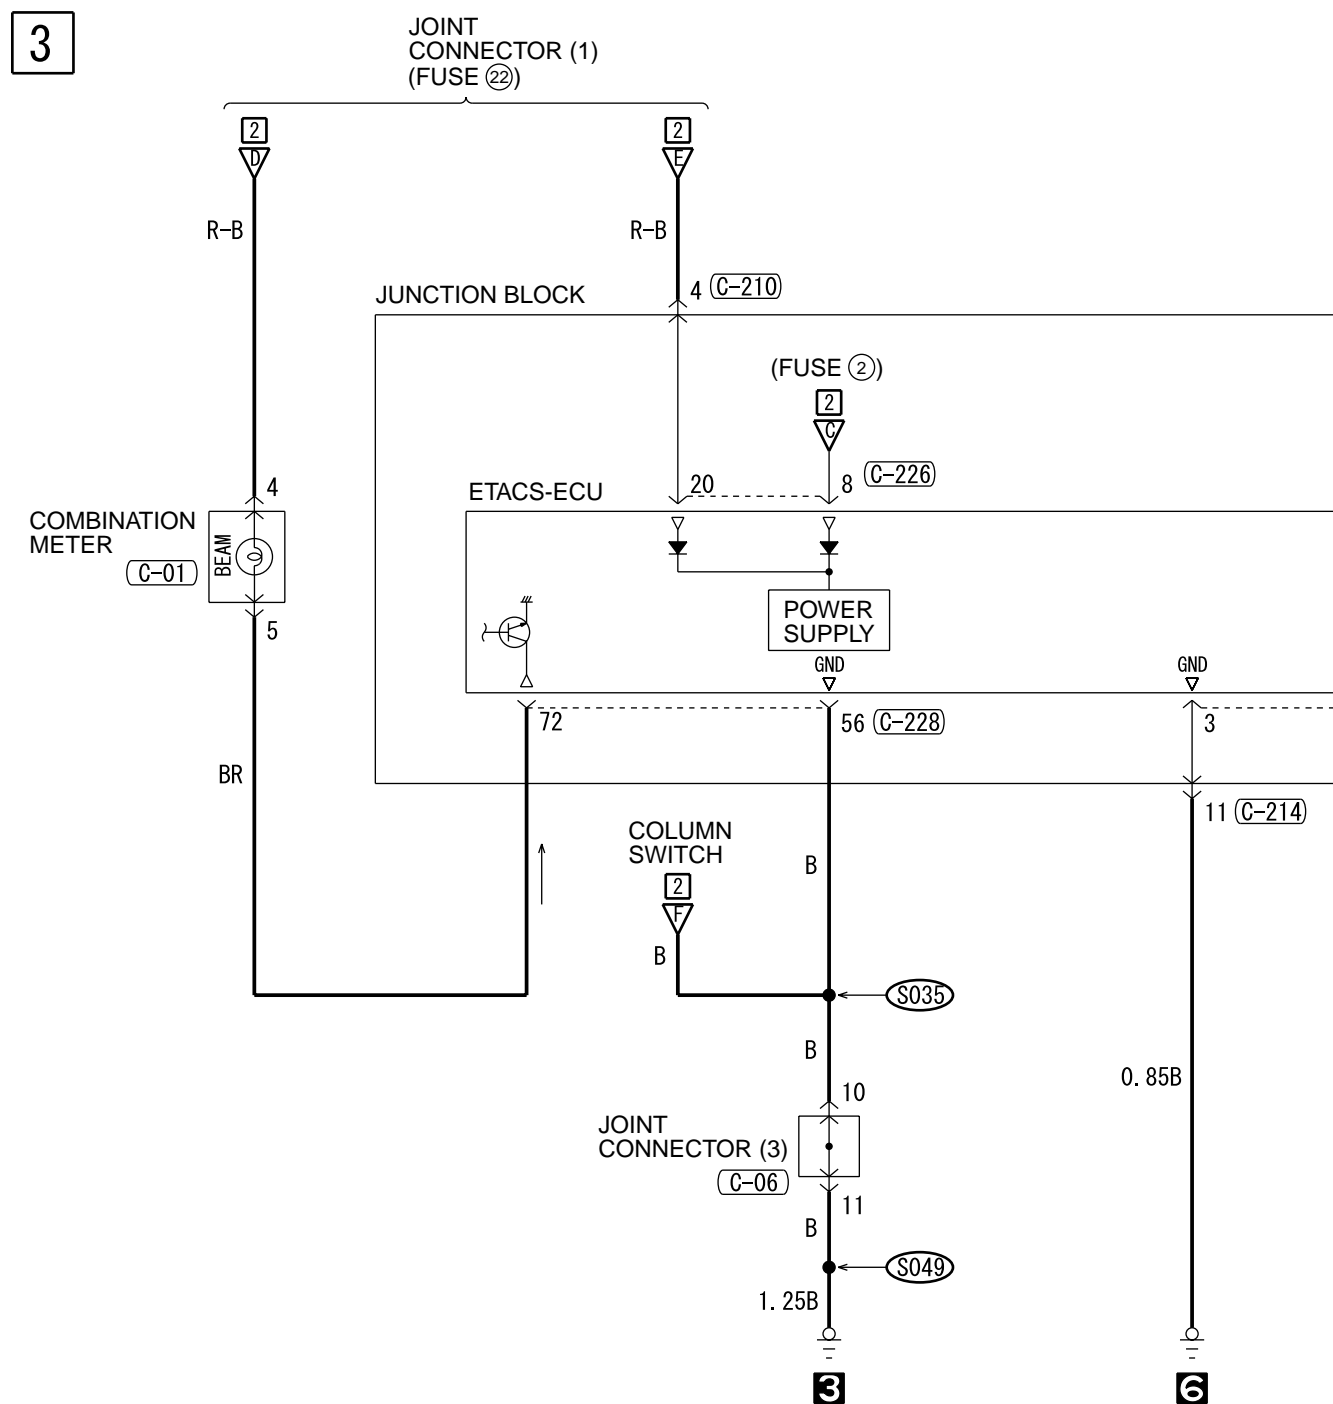 3
JOINT
CONNECTOR (1)
(FUSE 22)
2
D
2
E
R-B
R-B
4 C-210
JUNCTION BLOCK
(FUSE 2)
2
C
20
8 C-226
4
ETACS-ECU
COMBINATION
METER
C-01
BEAM
5
POWER
SUPPLY
GND
GND
72
56 C-228
3
BR
11 C-214
COLUMN
SWITCH
2
F
B
B
S035
B
0.85B
10
JOINT
CONNECTOR (3)
C-06
11
B
S049
1.25B
3
6